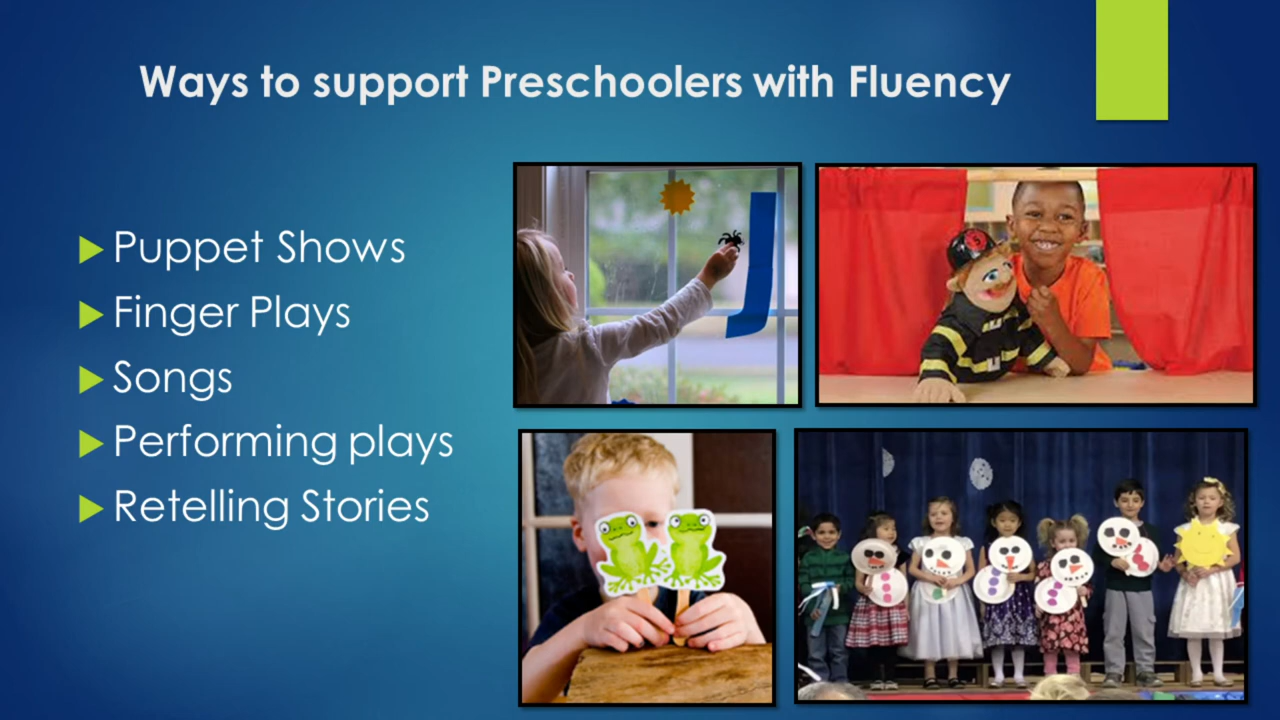 Ways to support Preschoolers with Fluency
Puppet Shows
Finger Plays
Songs
Performing plays
Retelling Stories